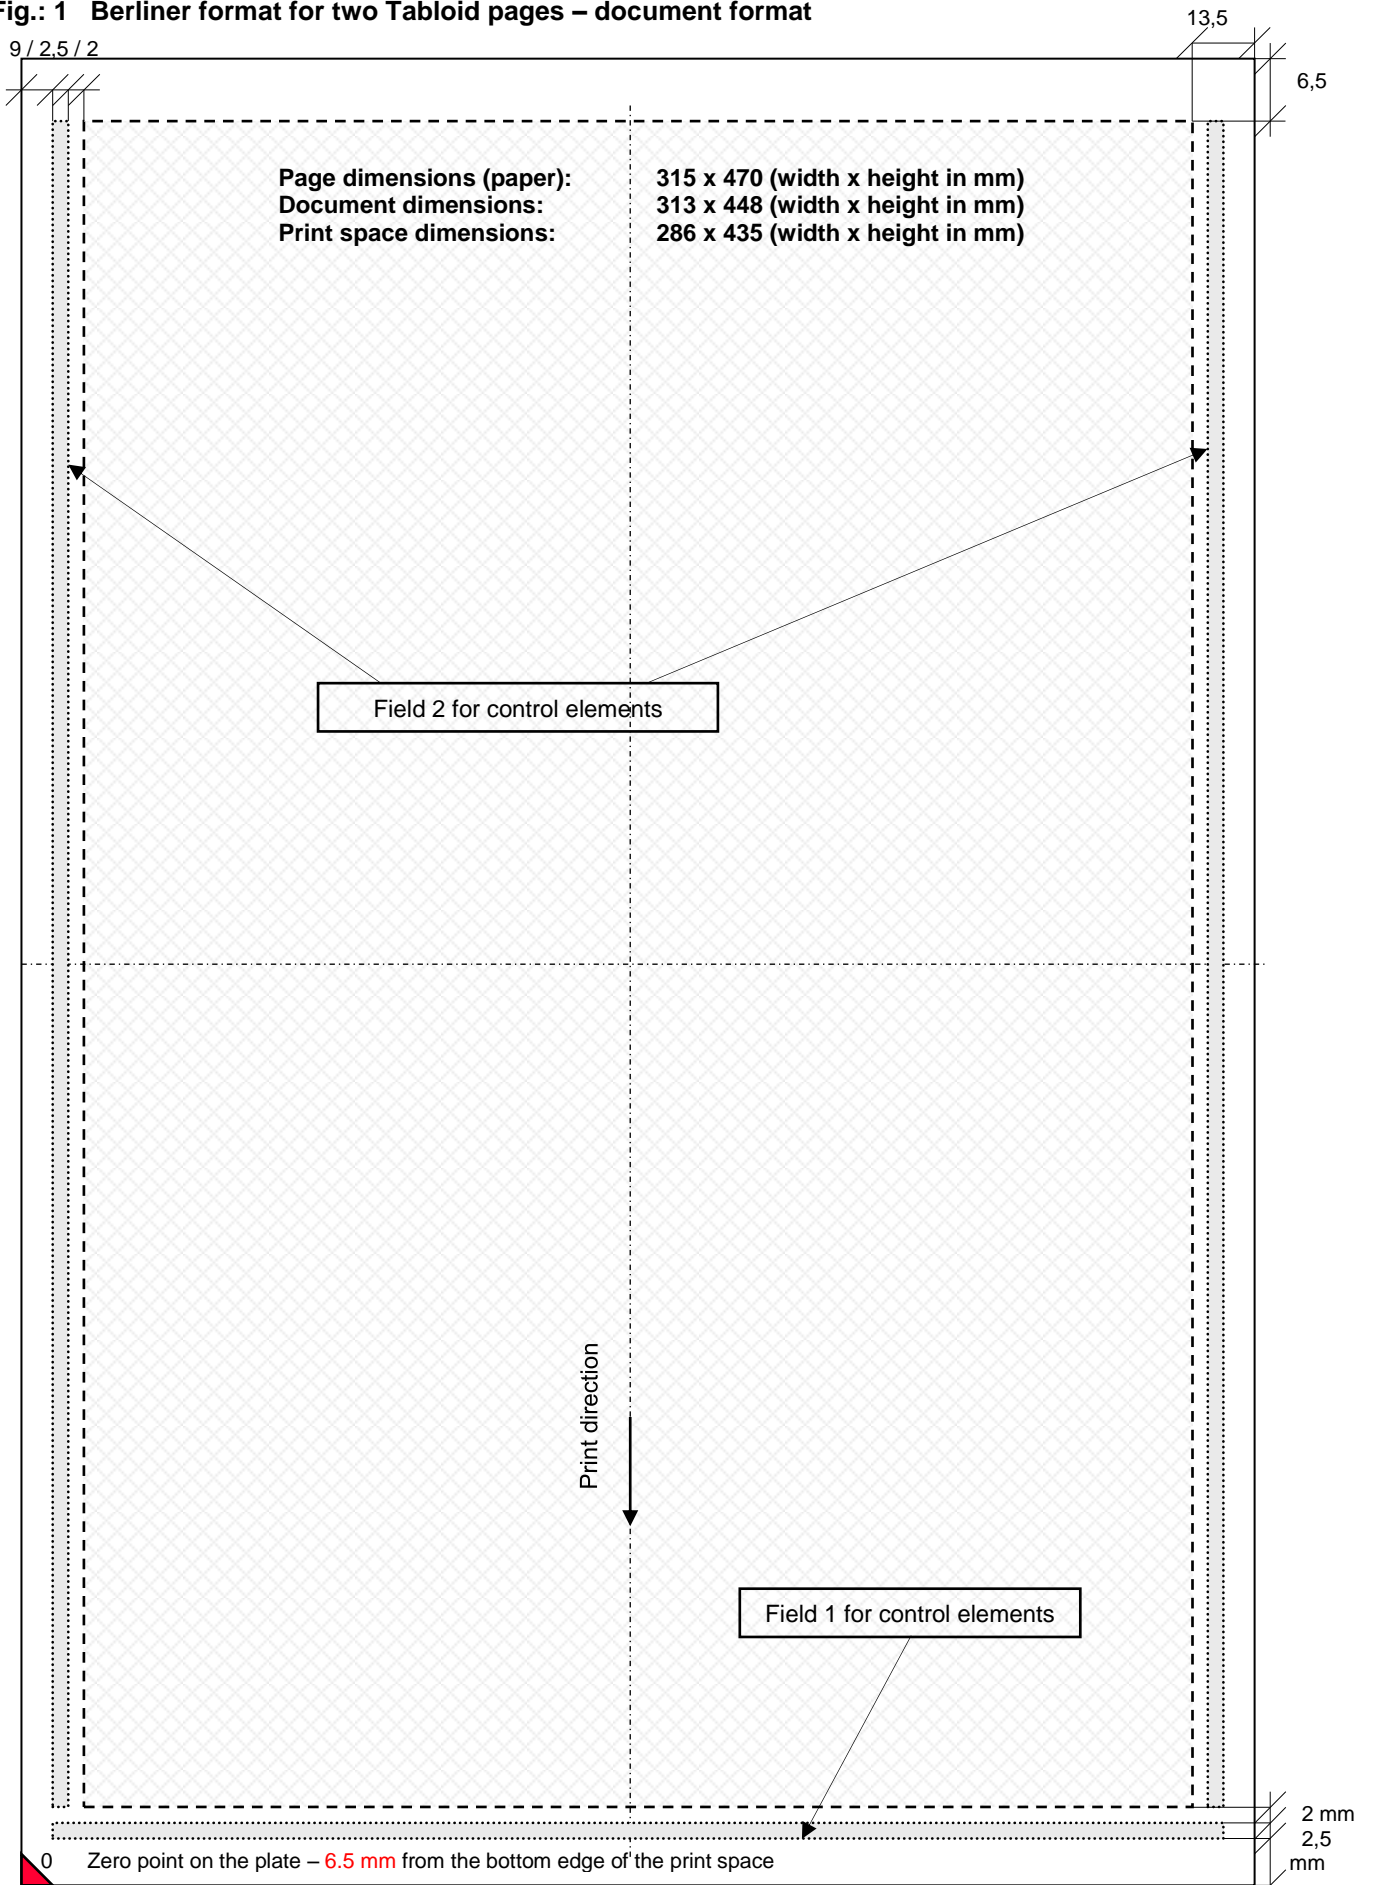 Fig.: 1 Berliner format for two Tabloid pages – document format
13,5
9 / 2,5 / 2
6,5
Page dimensions (paper): 315 x 470 (width x height in mm)
Document dimensions: 313 x 448 (width x height in mm)
Print space dimensions: 286 x 435 (width x height in mm)
Field 2 for control elements
Print direction
Field 1 for control elements
2 mm
2,5
mm
0 Zero point on the plate – 6.5 mm from the bottom edge of the print space